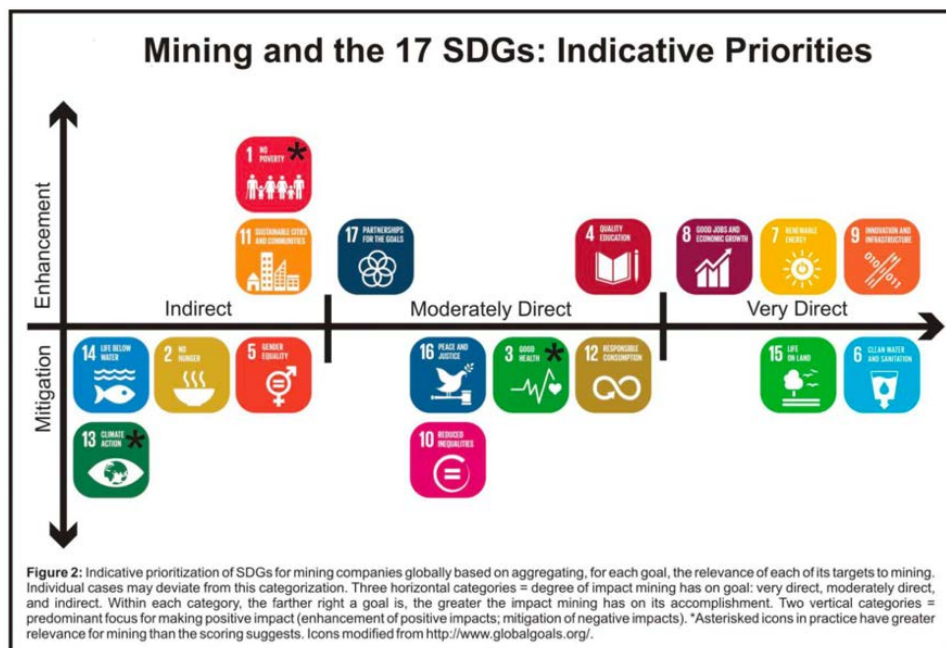 Mining and the 17 SDGs: Indicative Priorities
Enhancement
Mitigation
1 NO
POVERTY *
11 SUSTAINABLE CITIES
AND COMMUNITIES
17 PARTNERSHIPS
FOR THE GOALS
4 QUALITY
EDUCATION
8 GOOD JOBS AND
ECONOMIC GROWTH
7 RENEWABLE
ENERGY
9 INNOVATION AND
INFRASTRUCTURE
Indirect
Moderately Direct
Very Direct
14 LIFE BELOW
WATER
2 NO
HUNGER
5 GENDER
EQUALITY
16 PEACE AND
JUSTICE
3 GOOD
HEALTH *
12 RESPONSIBLE
CONSUMPTION
15 LIFE
ON LAND
6 CLEAN WATER
AND SANITATION
13 CLIMATE
ACTION *
10 REDUCED
INEQUALITIES
Figure 2: Indicative prioritization of SDGs for mining companies globally based on aggregating, for each goal, the relevance of each of its targets to mining.
Individual cases may deviate from this categorization. Three horizontal categories = degree of impact mining has on goal: very direct, moderately direct,
and indirect. Within each category, the farther right a goal is, the greater the impact mining has on its accomplishment. Two vertical categories =
predominant focus for making positive impact (enhancement of positive impacts; mitigation of negative impacts). *Asterisked icons in practice have greater
relevance for mining than the scoring suggests. Icons modified from http://www.globalgoals.org/.